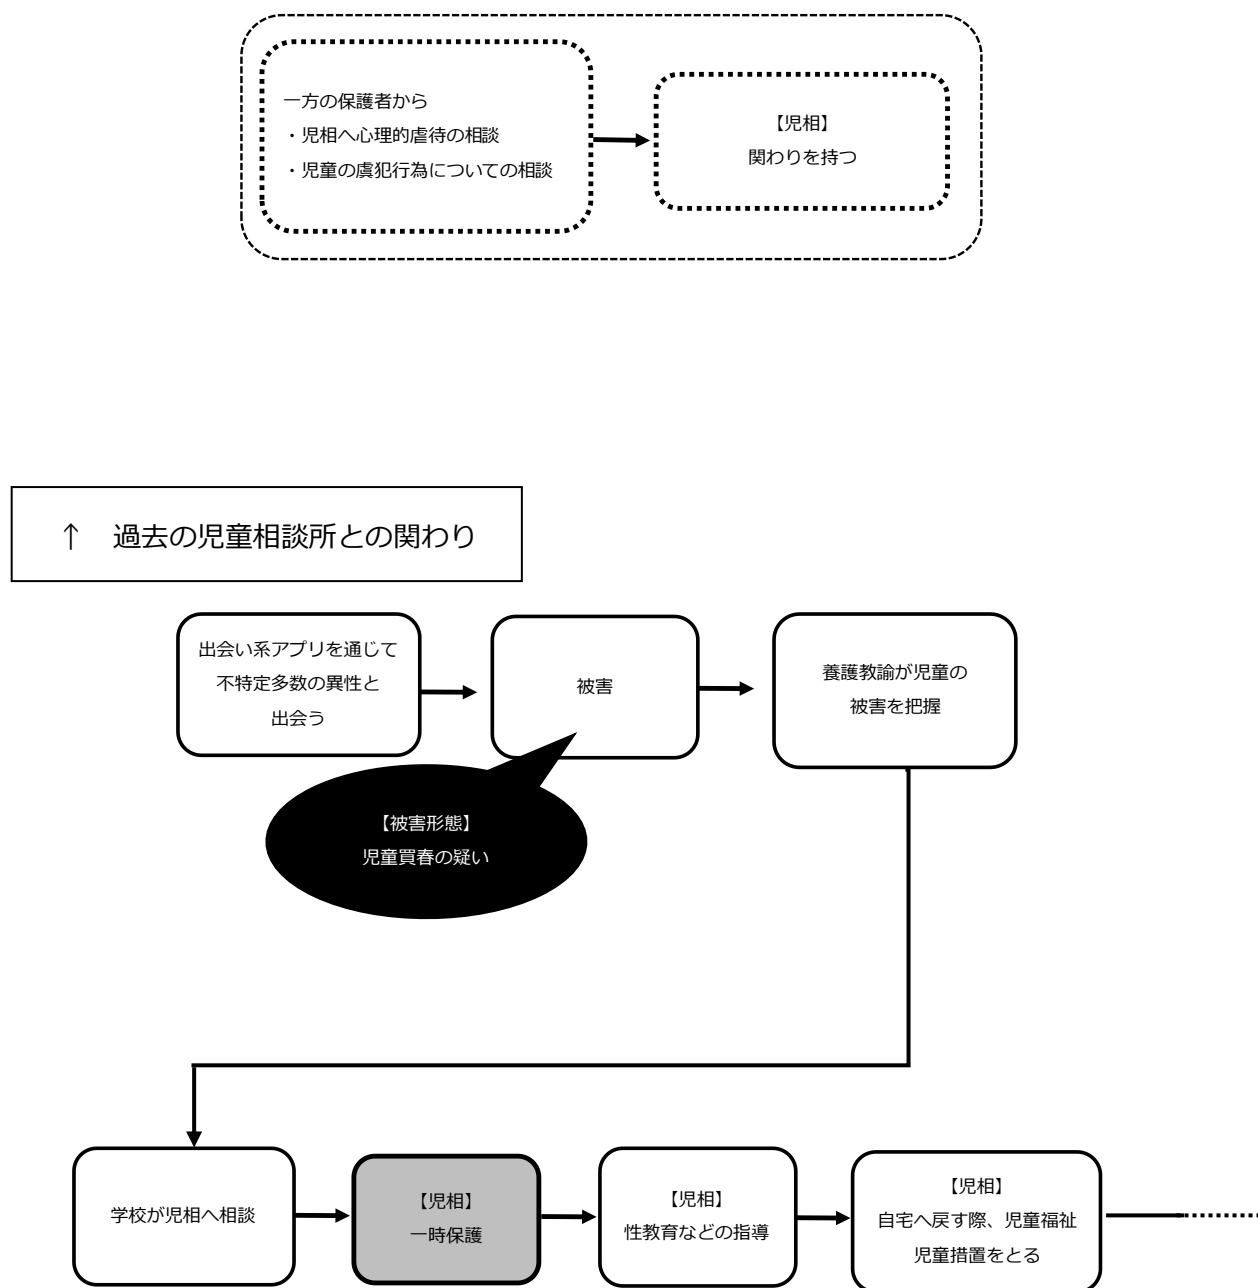 一方の保護者から
・児相へ心理的虐待の相談
・児童の虞犯行為についての相談
【児相】
関わりを持つ
↑ 過去の児童相談所との関わり
出会い系アプリを通じて
不特定多数の異性と
出会う
被害
養護教諭が児童の
被害を把握
【被害形態】
児童買春の疑い
学校が児相へ相談
【児相】
一時保護
【児相】
性教育などの指導
【児相】
自宅へ戻す際、児童福祉
児童措置をとる